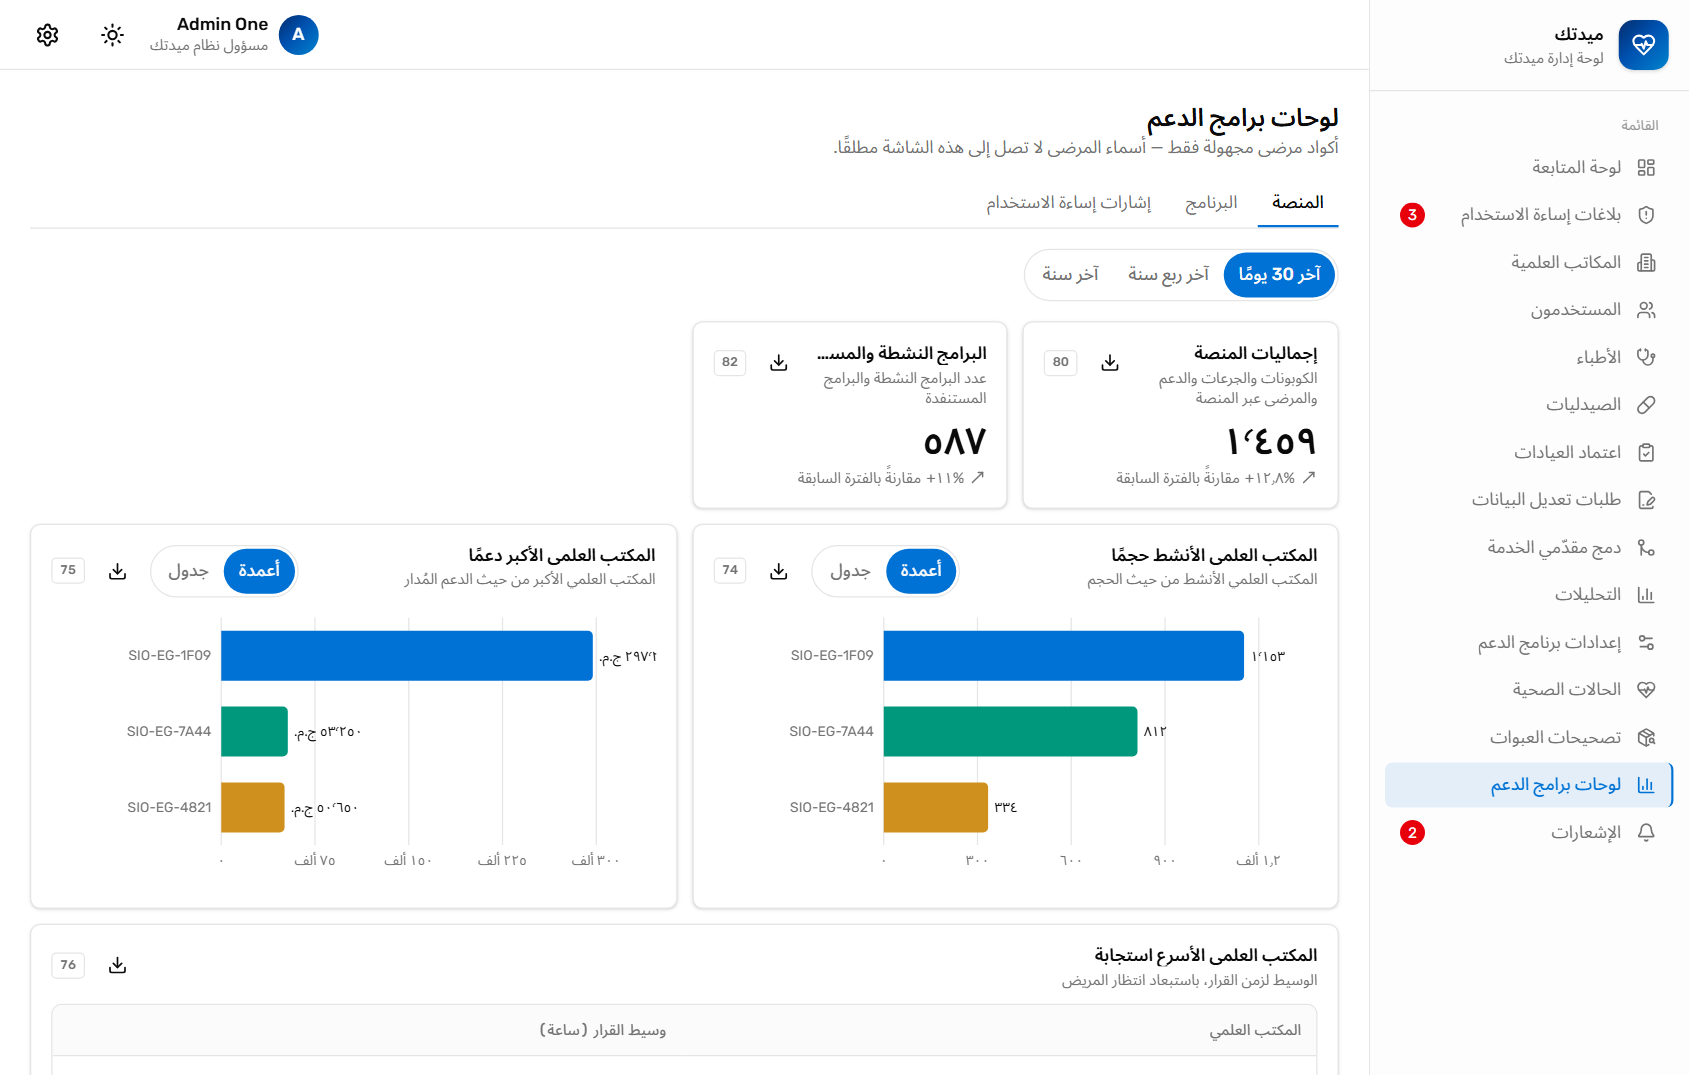 ميدتك
لوحة إدارة ميدتك
القائمة
لوحة المتابعة
بلاغات إساءة الاستخدام
3
المكاتب العلمية
المستخدمون
الأطباء
الصيدليات
اعتماد العيادات
طلبات تعديل البيانات
دمج مقدّمي الخدمة
التحليلات
إعدادات برنامج الدعم
الحالات الصحية
تصحيحات العبوات
لوحات برامج الدعم
الإشعارات
2
A
Admin One
مسؤول نظام ميدتك
لوحات برامج الدعم
أكواد مرضى مجهولة فقط — أسماء المرضى لا تصل إلى هذه الشاشة مطلقًا.
المنصة
البرنامج
إشارات إساءة الاستخدام
آخر 30 يومًا
آخر ربع سنة
آخر سنة
إجماليات المنصة
80
الكوبونات والجرعات والدعم
والمرضى عبر المنصة
١٬٤٥٩
+١٢٫٨% مقارنةً بالفترة السابقة
البرامج النشطة والمسـ...
82
عدد البرامج النشطة والبرامج
المستنفدة
٥٨٧
+١١% مقارنةً بالفترة السابقة
المكتب العلمي الأنشط حجمًا
المكتب العلمي الأنشط من حيث الحجم
أعمدة
جدول
74
SIO-EG-1F09
١٬١٥٣
SIO-EG-7A44
٨١٢
SIO-EG-4821
٣٣٤
٠
٣٠٠
٦٠٠
٩٠٠
١٫٢ ألف
المكتب العلمي الأكبر دعمًا
المكتب العلمي الأكبر من حيث الدعم المُدار
أعمدة
جدول
75
SIO-EG-1F09
ج.م.
SIO-EG-7A44
٥٣٬٢٥٠ ج.م.
SIO-EG-4821
٥٠٬٦٥٠ ج.م.
٠
٧٥ ألف
١٥٠ ألف
٢٢٥ ألف
٣٠٠ ألف
المكتب العلمي الأسرع استجابة
76
الوسيط لزمن القرار، باستبعاد انتظار المريض
المكتب العلمي
وسيط القرار (ساعة)